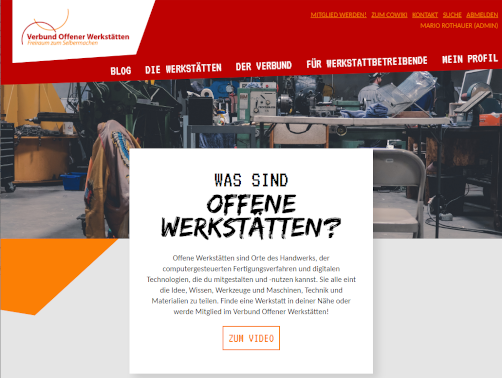 Verbund Offener Werkstätten
Freiraum zum Selbermachen
MITGLIED WERDEN! ZUM COWIKI KONTAKT SUCHE ABMELDEN
MARIO ROTHAUER (ADMIN)
BLOG DIE WERKSTÄTTEN DER VERBUND FÜR WERKSTATTBETREIBENDE MEIN PROFIL
WAS SIND
OFFENE
WERKSTÄTTEN?
Offene Werkstätten sind Orte des Handwerks, der
computergesteuerten Fertigungsverfahren und digitalen
Technologien, die du mitgestalten und -nutzen kannst. Sie alle eint
die Idee, Wissen, Werkzeuge und Maschinen, Technik und
Materialien zu teilen. Finde eine Werkstatt in deiner Nähe oder
werde Mitglied im Verbund Offener Werkstätten!
ZUM VIDEO